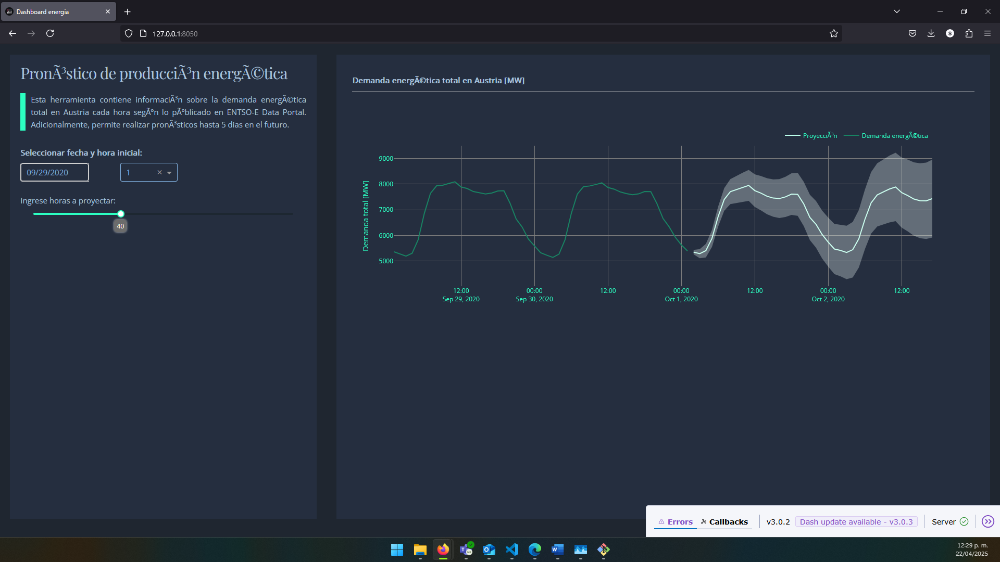 Dashboard energia
127.0.0.1:8050
S
PronÃ³stico de producciÃ³n energÃ©tica
Esta herramienta contiene informaciÃ³n sobre la demanda energÃ©tica
total en Austria cada hora segÃºn lo pÃºblicado en ENTSO-E Data Portal.
Adicionalmente, permite realizar pronÃ³sticos hasta 5 dias en el futuro.
Seleccionar fecha y hora inicial:
09/29/2020
1
Ingrese horas a proyectar:
40
Demanda energÃ©tica total en Austria [MW]
ProyecciÃ³n
Demanda energÃ©tica
Demanda total [MW]
9000
8000
7000
6000
5000
12:00
Sep 29, 2020
00:00
Sep 30, 2020
12:00
00:00
Oct 1, 2020
12:00
00:00
Oct 2, 2020
12:00
Errors
Callbacks
v3.0.2
Dash update available - v3.0.3
Server
12:29 p. m.
22/04/2025